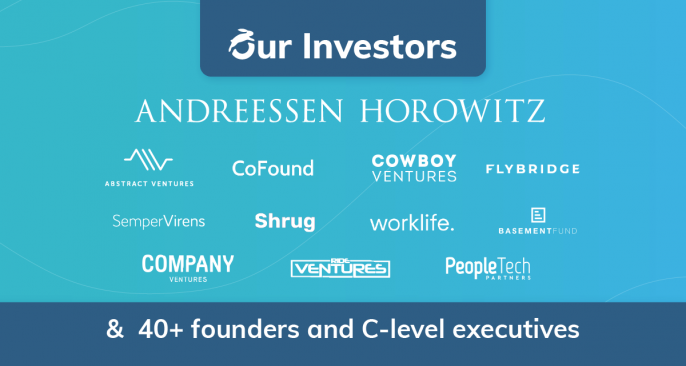 Our Investors
ANDREESSEN HOROWITZ
ABSTRACT VENTURES
CoFound
COWBOY
VENTURES
FLYBRIDGE
SemperVirens
Shrug
worklife.
BASEMENTFUND
COMPANY
VENTURES
RIDE
VENTURES
PeopleTech
PARTNERS
& 40+ founders and C-level executives